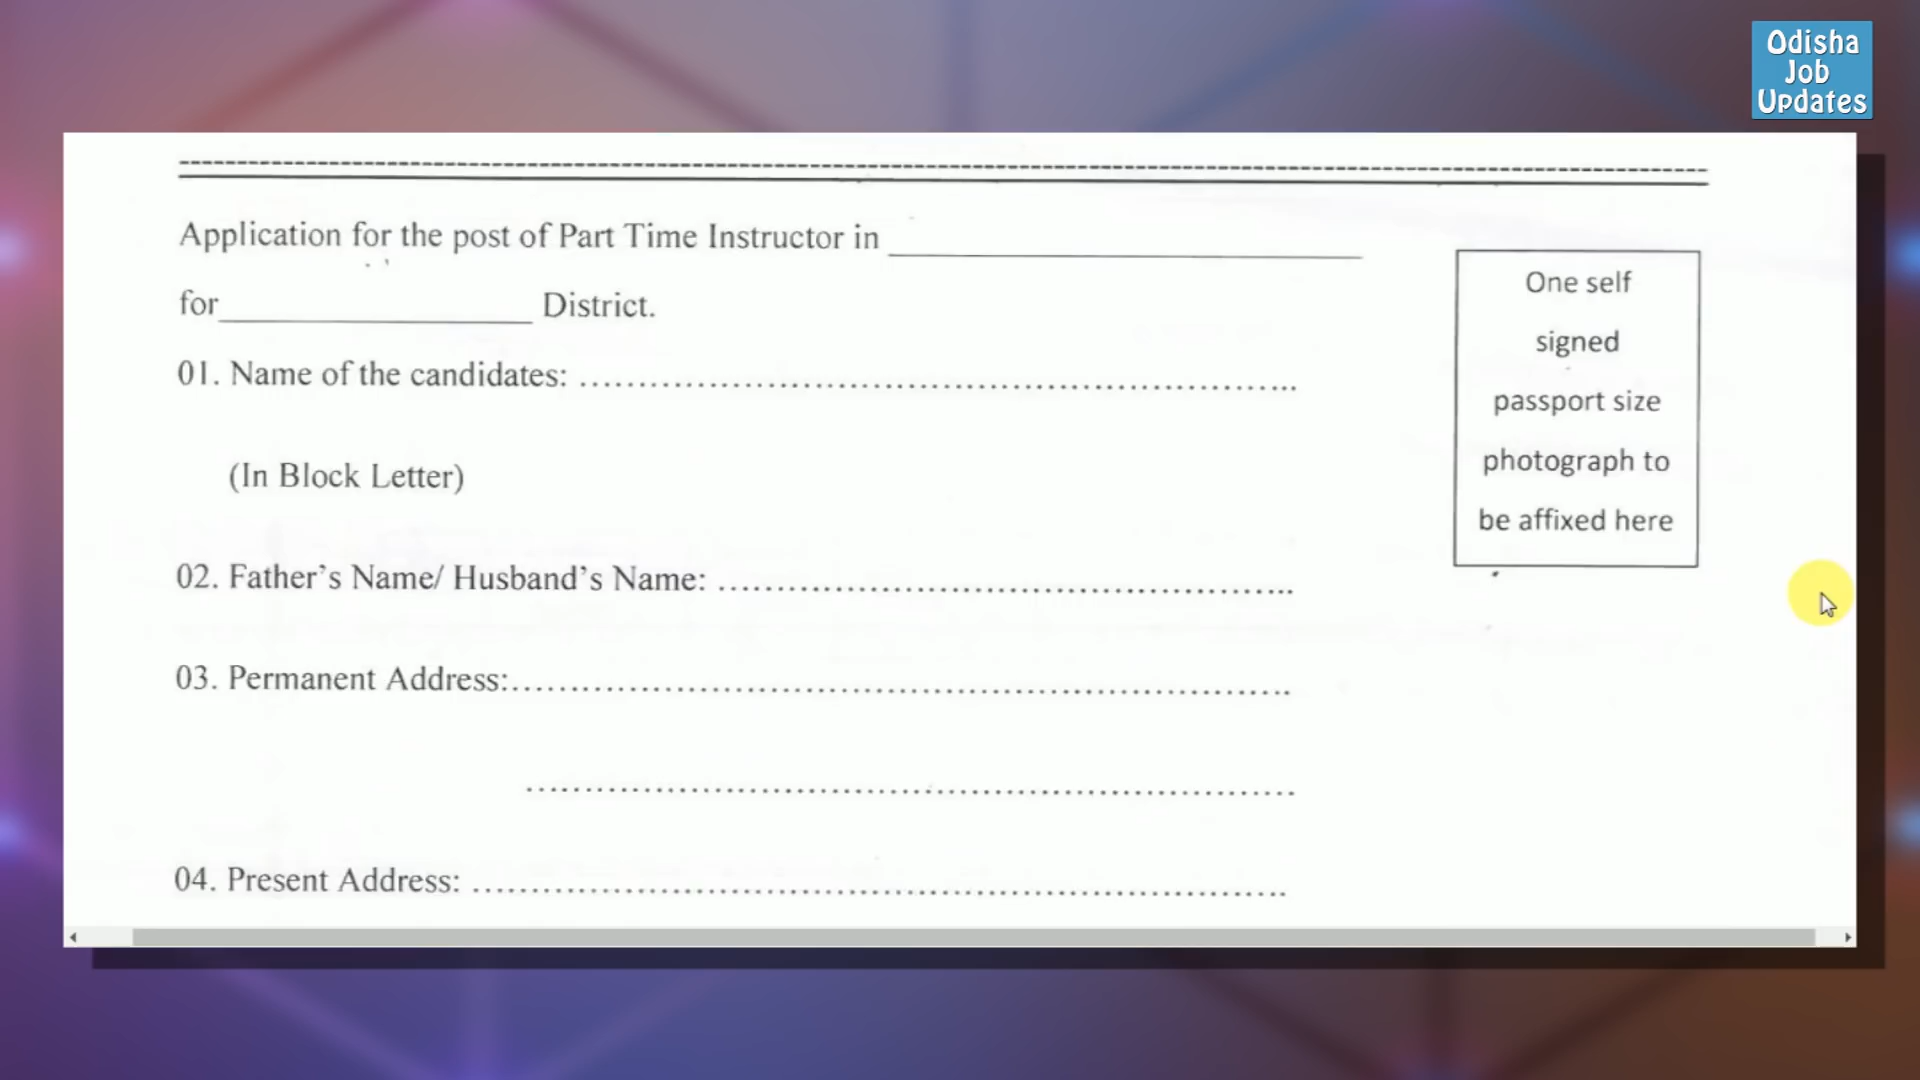 Odisha
Job
Updates
Application for the post of Part Time Instructor in ______________________
for________________ District.
One self
signed
passport size
photograph to
be affixed here
01. Name of the candidates: ..............................................................
(In Block Letter)
02. Father's Name/ Husband's Name: ..................................................
03. Permanent Address:....................................................................
..................................................................
04. Present Address: ......................................................................